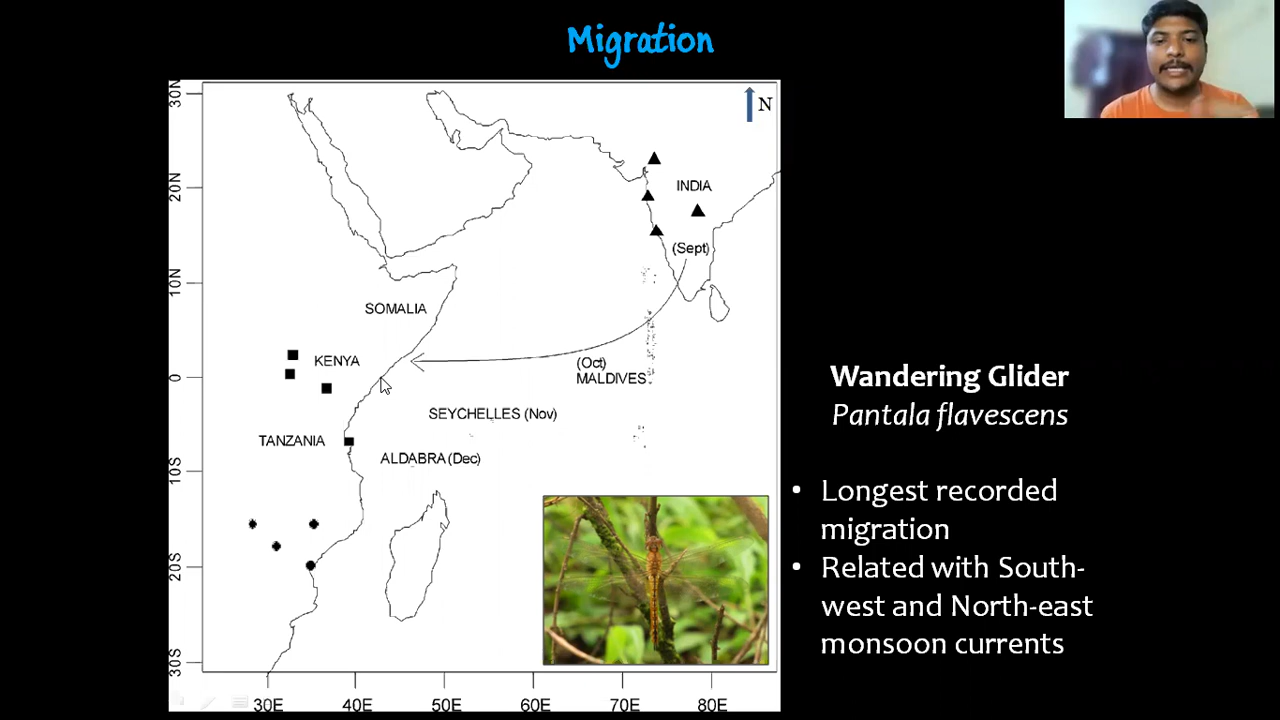 Migration
30N
N
20N
INDIA
(Sept)
10N
SOMALIA
KENYA
(Oct)
0
MALDIVES
SEYCHELLES (Nov)
TANZANIA
ALDABRA (Dec)
10S
20S
30S
30E
40E
50E
60E
70E
80E
Wandering Glider
Pantala flavescens
• Longest recorded
migration
• Related with South-
west and North-east
monsoon currents